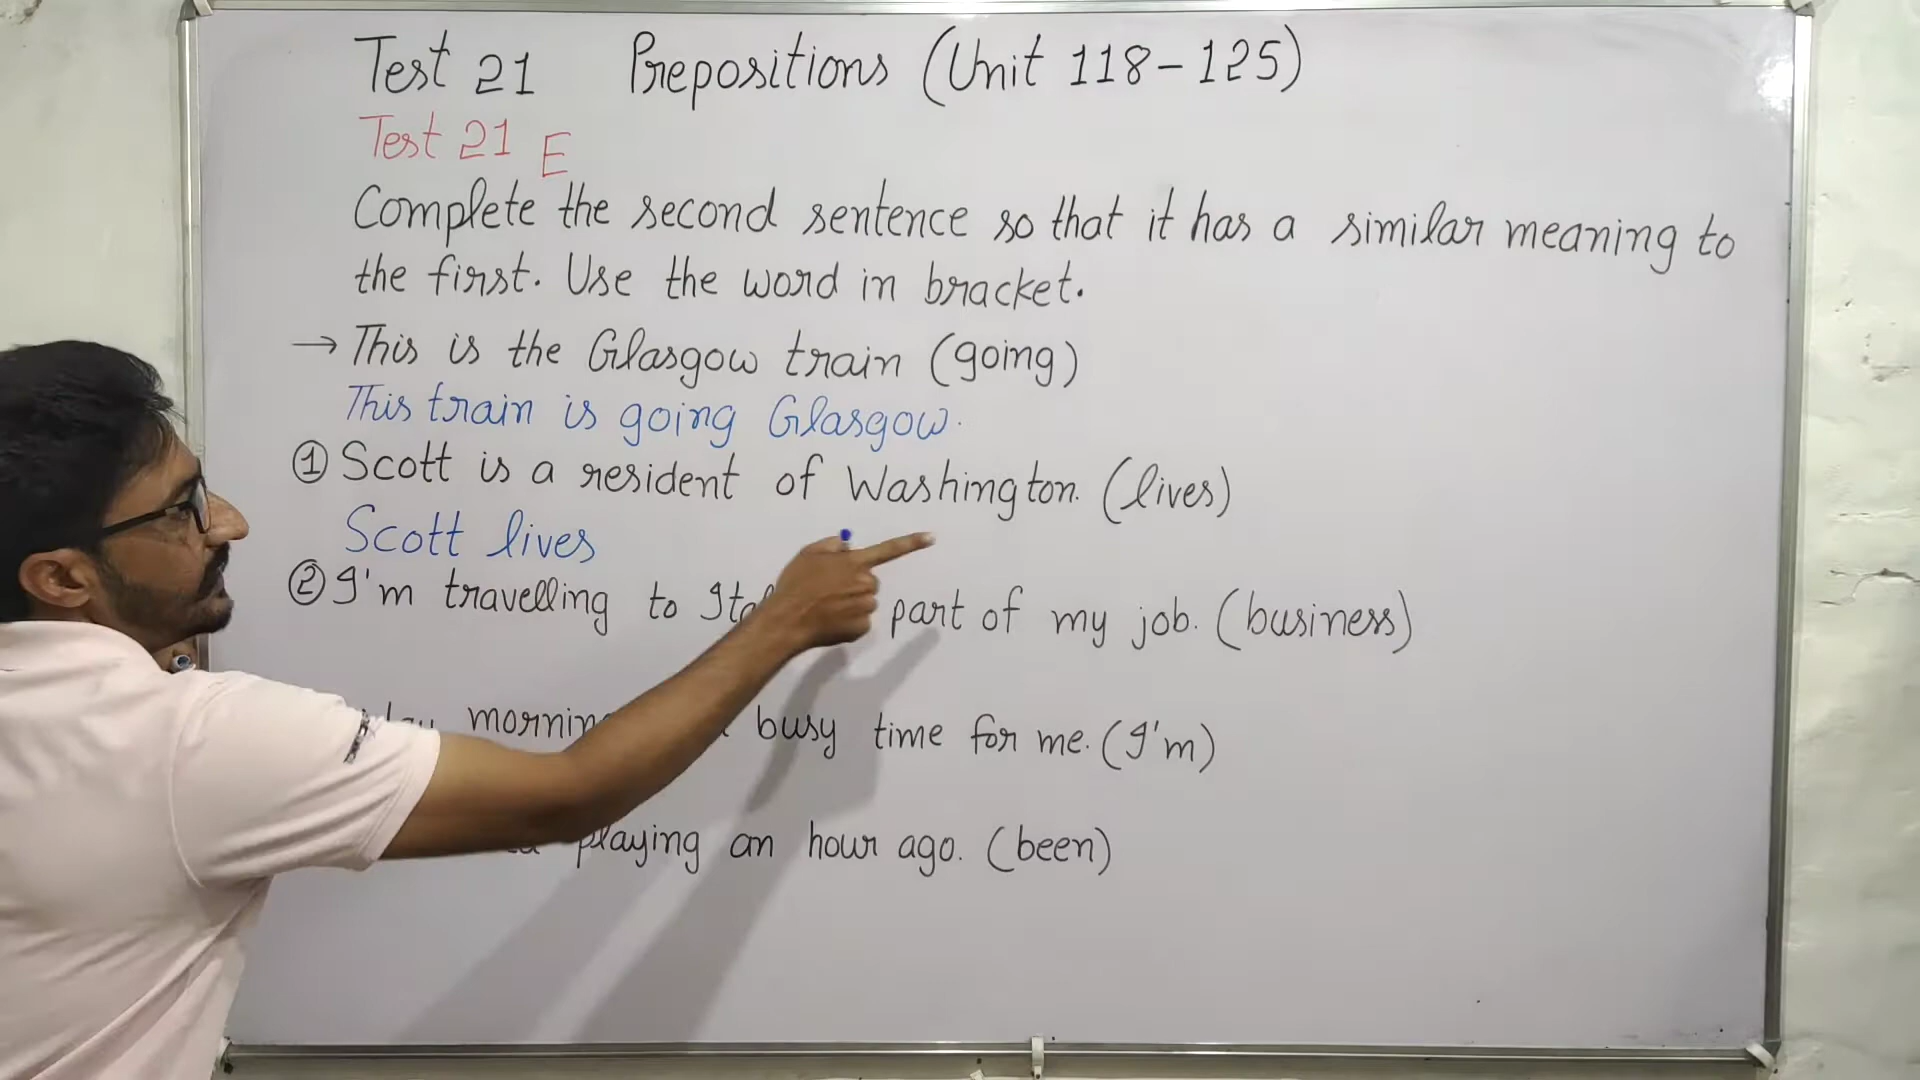 Test 21 Prepositions (Unit 118-125)
Test 21 E
Complete the second sentence so that it has a similar meaning to
the first. Use the word in bracket.
→ This is the Glasgow train (going)
This train is going Glasgow.
① Scott is a resident of Washington. (lives)
Scott lives
② I'm travelling to part of my job. (business)
busy time for me. (I'm)
playing an hour ago. (been)